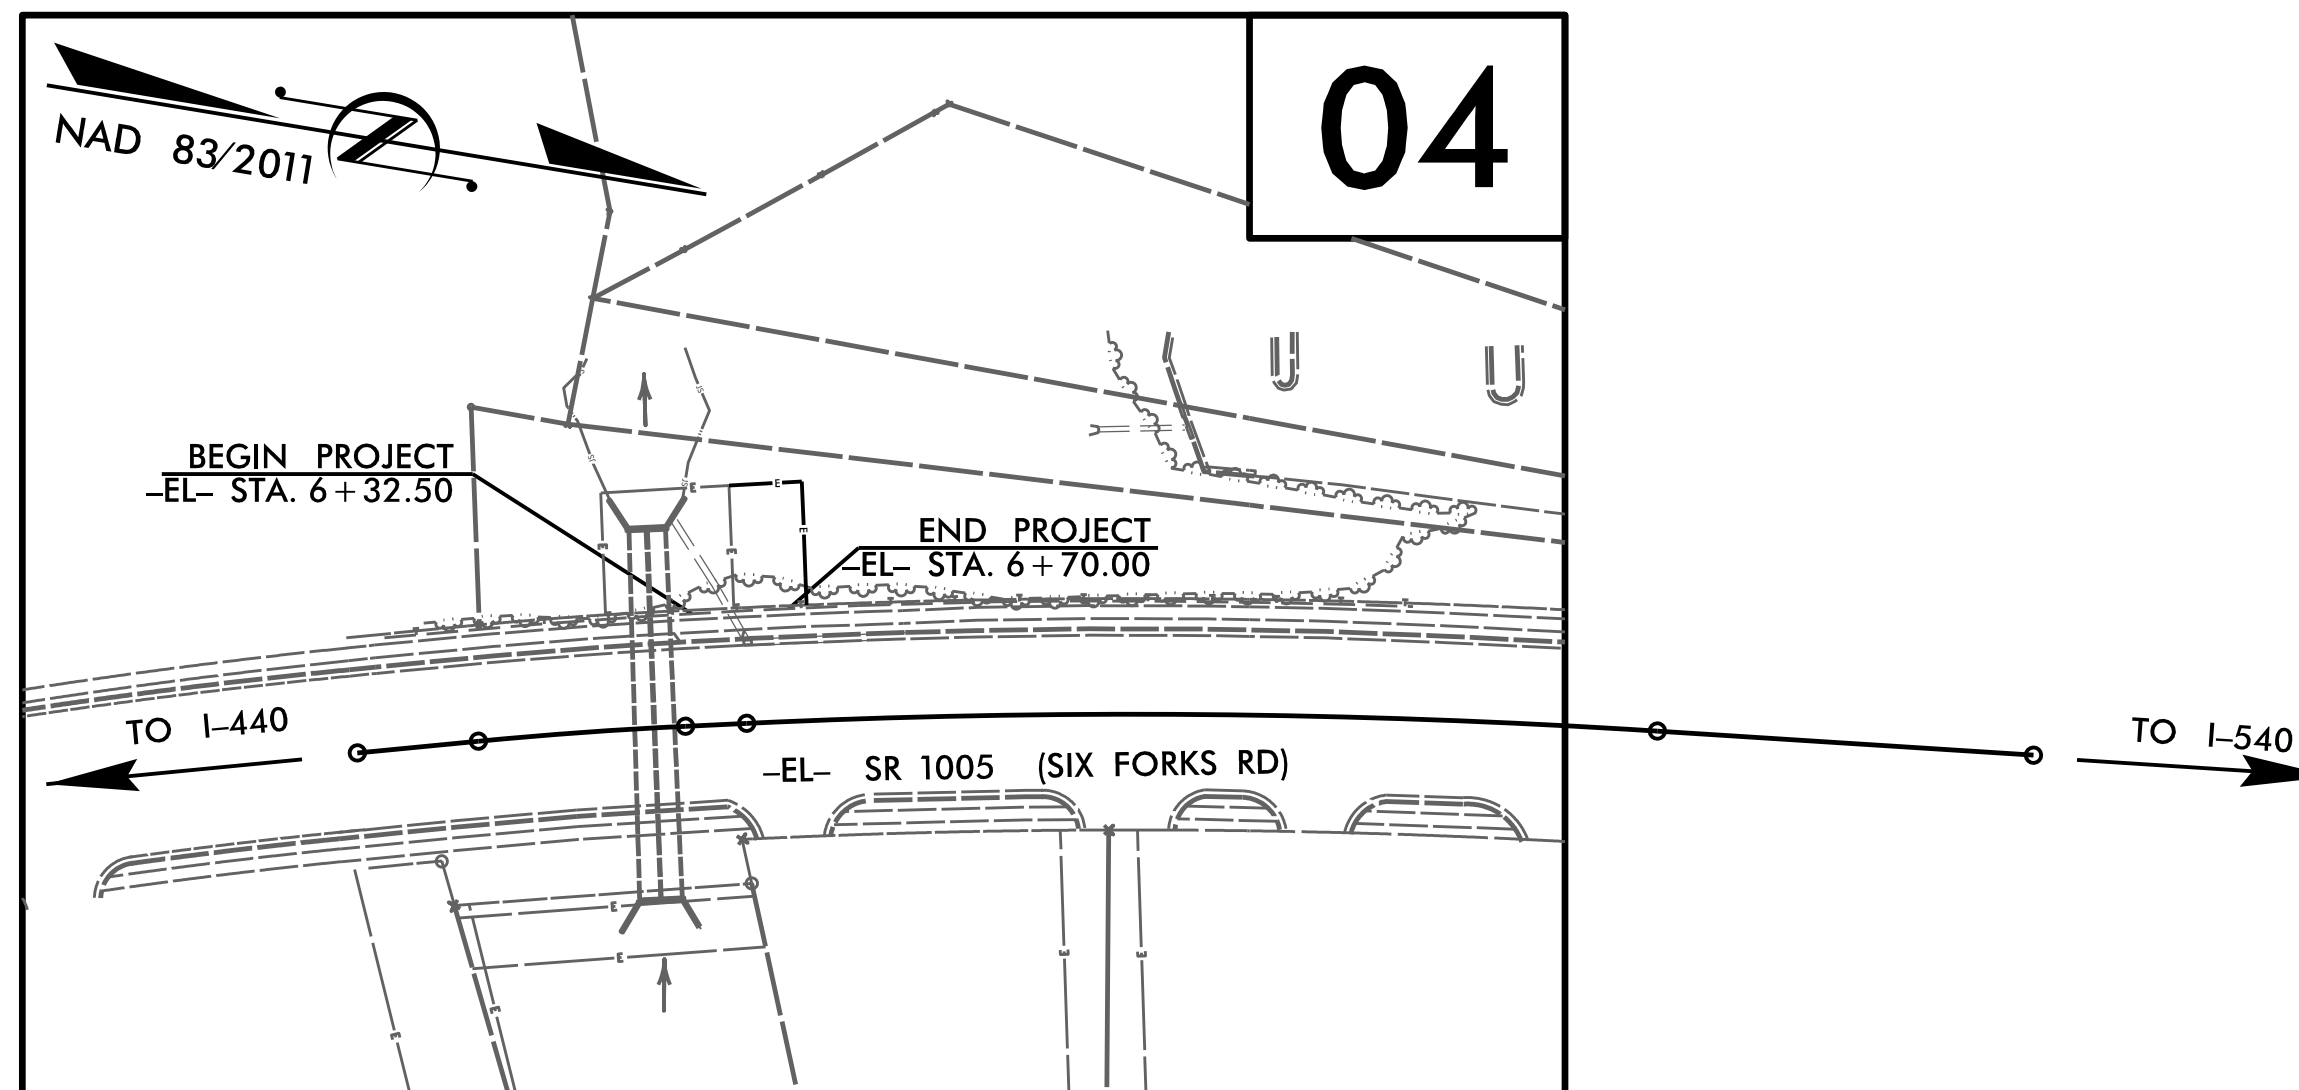 04
NAD 83/2011
BEGIN PROJECT
-EL- STA. 6+32.50
END PROJECT
-EL- STA. 6+70.00
TO I-440
-EL- SR 1005 (SIX FORKS RD)
TO I-540